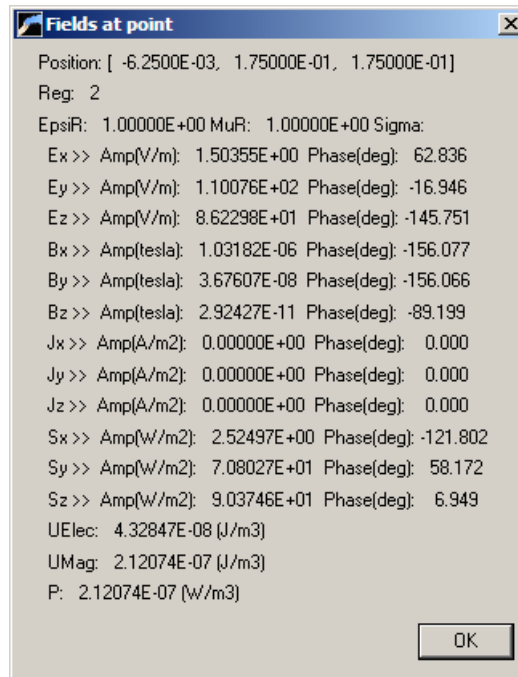 Fields at point
Position: [ -6.2500E-03, 1.75000E-01, 1.75000E-01]
Reg: 2
EpsiR: 1.00000E+00 MuR: 1.00000E+00 Sigma:
Ex >> Amp(V/m): 1.50355E+00 Phase(deg): 62.836
Ey >> Amp(V/m): 1.10076E+02 Phase(deg): -16.946
Ez >> Amp(V/m): 8.62298E+01 Phase(deg): -145.751
Bx >> Amp(tesla): 1.03182E-06 Phase(deg): -156.077
By >> Amp(tesla): 3.67607E-08 Phase(deg): -156.066
Bz >> Amp(tesla): 2.92427E-11 Phase(deg): -89.199
Jx >> Amp(A/m2): 0.00000E+00 Phase(deg): 0.000
Jy >> Amp(A/m2): 0.00000E+00 Phase(deg): 0.000
Jz >> Amp(A/m2): 0.00000E+00 Phase(deg): 0.000
Sx >> Amp(W/m2): 2.52497E+00 Phase(deg): -121.802
Sy >> Amp(W/m2): 7.08027E+01 Phase(deg): 58.172
Sz >> Amp(W/m2): 9.03746E+01 Phase(deg): 6.949
UElec: 4.32847E-08 (J/m3)
UMag: 2.12074E-07 (J/m3)
P: 2.12074E-07 (W/m3)
OK